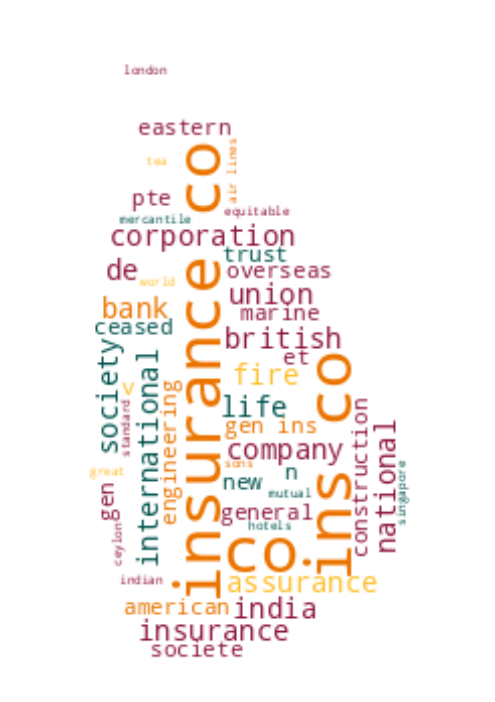 london
eastern
tea
air lines
insurance co
pte
equitable
mercantile
corporation
trust
de
overseas
world
union
bank
marine
ceased
british
et
society
international
ins co
fire
v
engineering
life
standard
construction
gen ins
national
company
sons
great
n
new
singapore
gen
mutual
general
hotels
ceylon
co
indian
assurance
american
india
insurance
societe